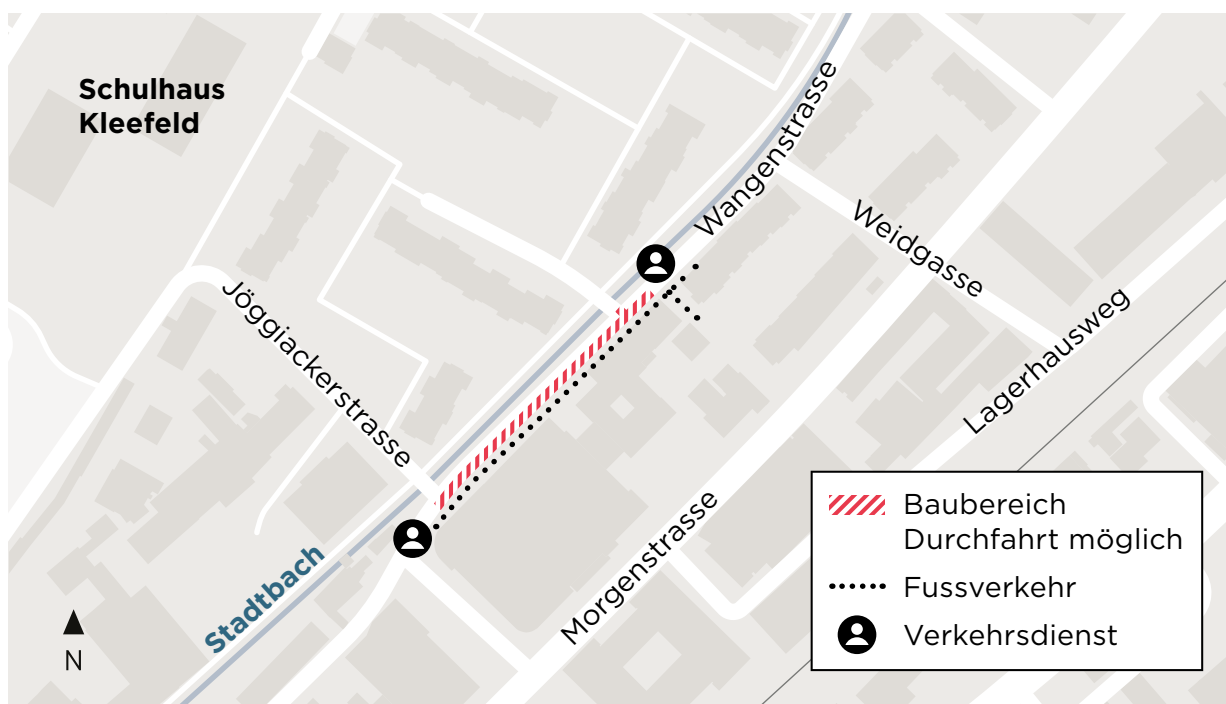 Schulhaus
Kleefeld
Wangenstrasse
Weidgasse
Jöggiackerstrasse
Lagerhausweg
Morgenstrasse
Stadtbach
N
Baubereich
Durchfahrt möglich
Fussverkehr
Verkehrsdienst